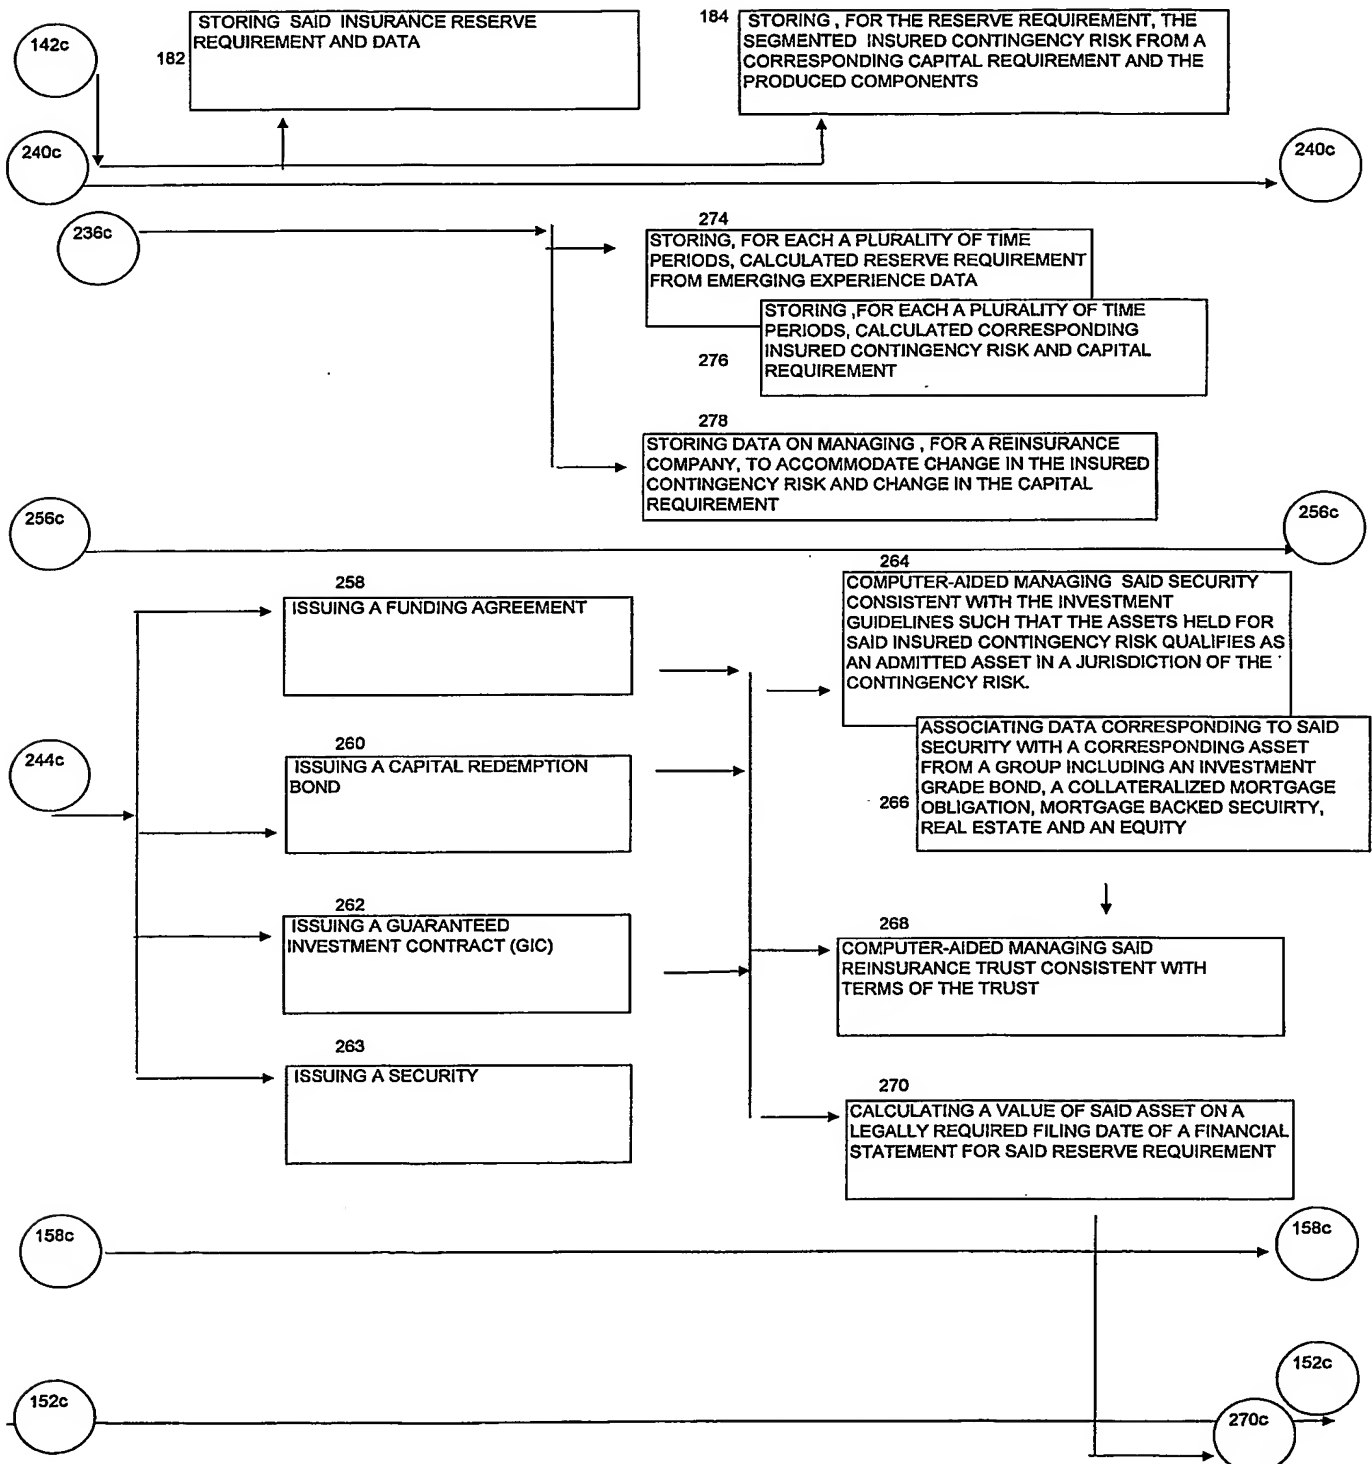 142c
182
STORING SAID INSURANCE RESERVE
REQUIREMENT AND DATA
184
STORING , FOR THE RESERVE REQUIREMENT, THE
SEGMENTED INSURED CONTINGENCY RISK FROM A
CORRESPONDING CAPITAL REQUIREMENT AND THE
PRODUCED COMPONENTS
240c
240c
236c
274
STORING, FOR EACH A PLURALITY OF TIME
PERIODS, CALCULATED RESERVE REQUIREMENT
FROM EMERGING EXPERIENCE DATA
276
STORING ,FOR EACH A PLURALITY OF TIME
PERIODS, CALCULATED CORRESPONDING
INSURED CONTINGENCY RISK AND CAPITAL
REQUIREMENT
278
STORING DATA ON MANAGING , FOR A REINSURANCE
COMPANY, TO ACCOMMODATE CHANGE IN THE INSURED
CONTINGENCY RISK AND CHANGE IN THE CAPITAL
REQUIREMENT
256c
256c
258
ISSUING A FUNDING AGREEMENT
264
COMPUTER-AIDED MANAGING SAID SECURITY
CONSISTENT WITH THE INVESTMENT
GUIDELINES SUCH THAT THE ASSETS HELD FOR
SAID INSURED CONTINGENCY RISK QUALIFIES AS
AN ADMITTED ASSET IN A JURISDICTION OF THE
CONTINGENCY RISK.
244c
260
ISSUING A CAPITAL REDEMPTION
BOND
266
ASSOCIATING DATA CORRESPONDING TO SAID
SECURITY WITH A CORRESPONDING ASSET
FROM A GROUP INCLUDING AN INVESTMENT
GRADE BOND, A COLLATERALIZED MORTGAGE
OBLIGATION, MORTGAGE BACKED SECUIRTY,
REAL ESTATE AND AN EQUITY
262
ISSUING A GUARANTEED
INVESTMENT CONTRACT (GIC)
268
COMPUTER-AIDED MANAGING SAID
REINSURANCE TRUST CONSISTENT WITH
TERMS OF THE TRUST
263
ISSUING A SECURITY
270
CALCULATING A VALUE OF SAID ASSET ON A
LEGALLY REQUIRED FILING DATE OF A FINANCIAL
STATEMENT FOR SAID RESERVE REQUIREMENT
158c
158c
152c
152c
270c